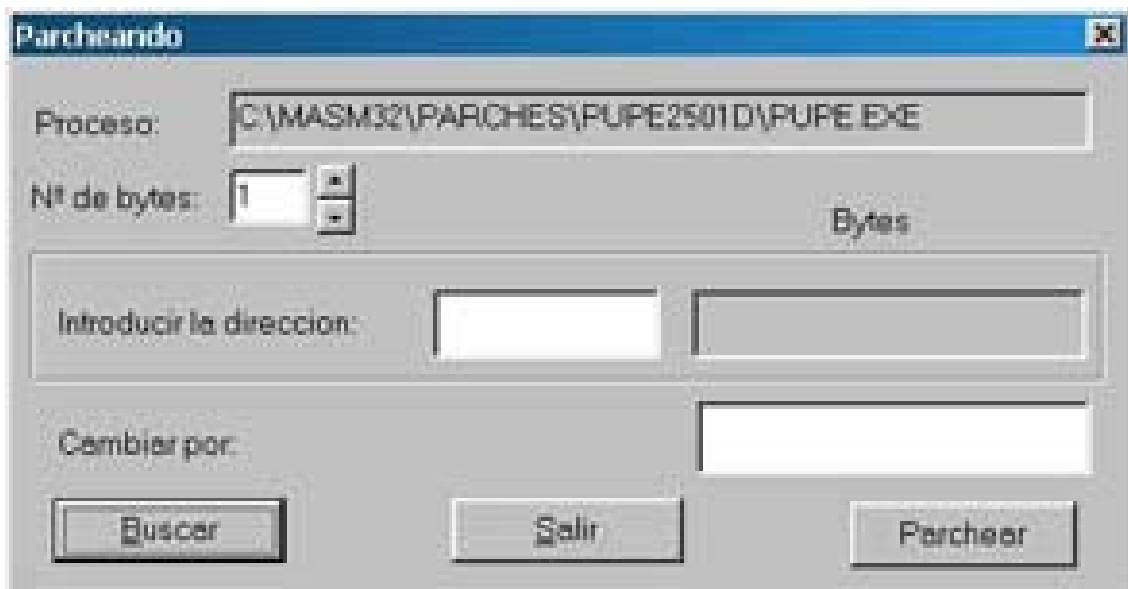 Parcheando
Proceso: C:\MASM32\PARCHES\PUPE2501D\PUPE.EXE
Nº de bytes: 1
Bytes
Introducir la direccion:
Cambiar por:
Buscar Salir Parchear